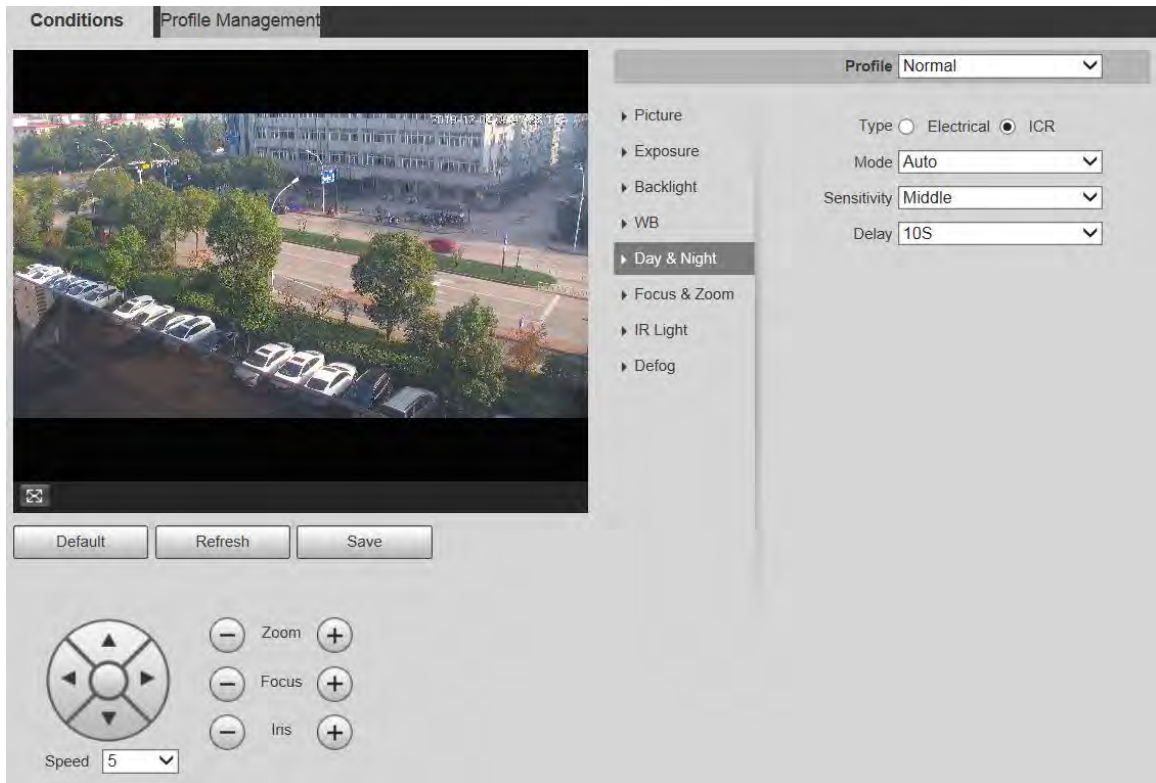 Conditions
Profile Management
Profile Normal
Picture
Exposure
Backlight
WB
Day & Night
Focus & Zoom
IR Light
Defog
Type Electrical ICR
Mode Auto
Sensitivity Middle
Delay 10S
Default Refresh Save
Zoom
Focus
Iris
Speed 5